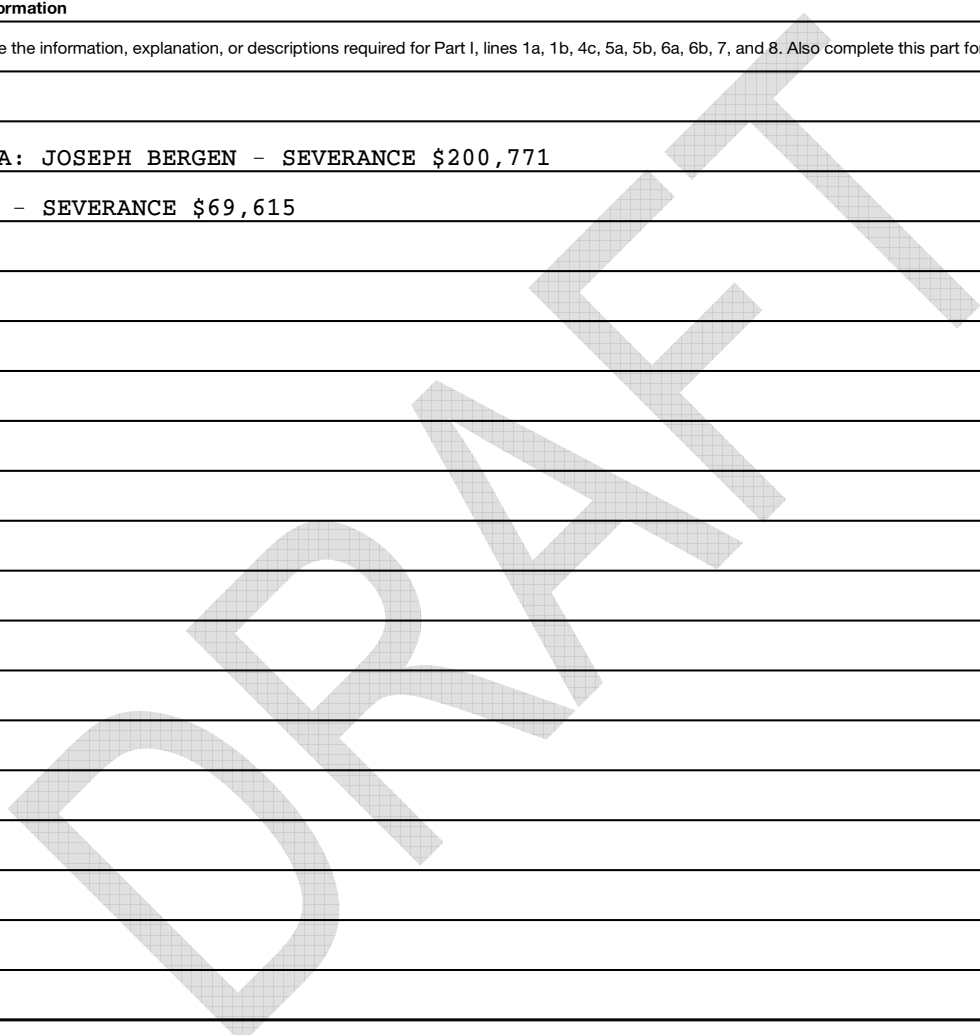 ormation
e the information, explanation, or descriptions required for Part I, lines 1a, 1b, 4c, 5a, 5b, 6a, 6b, 7, and 8. Also complete this part for
A: JOSEPH BERGEN – SEVERANCE $200,771
– SEVERANCE $69,615
DRAFT